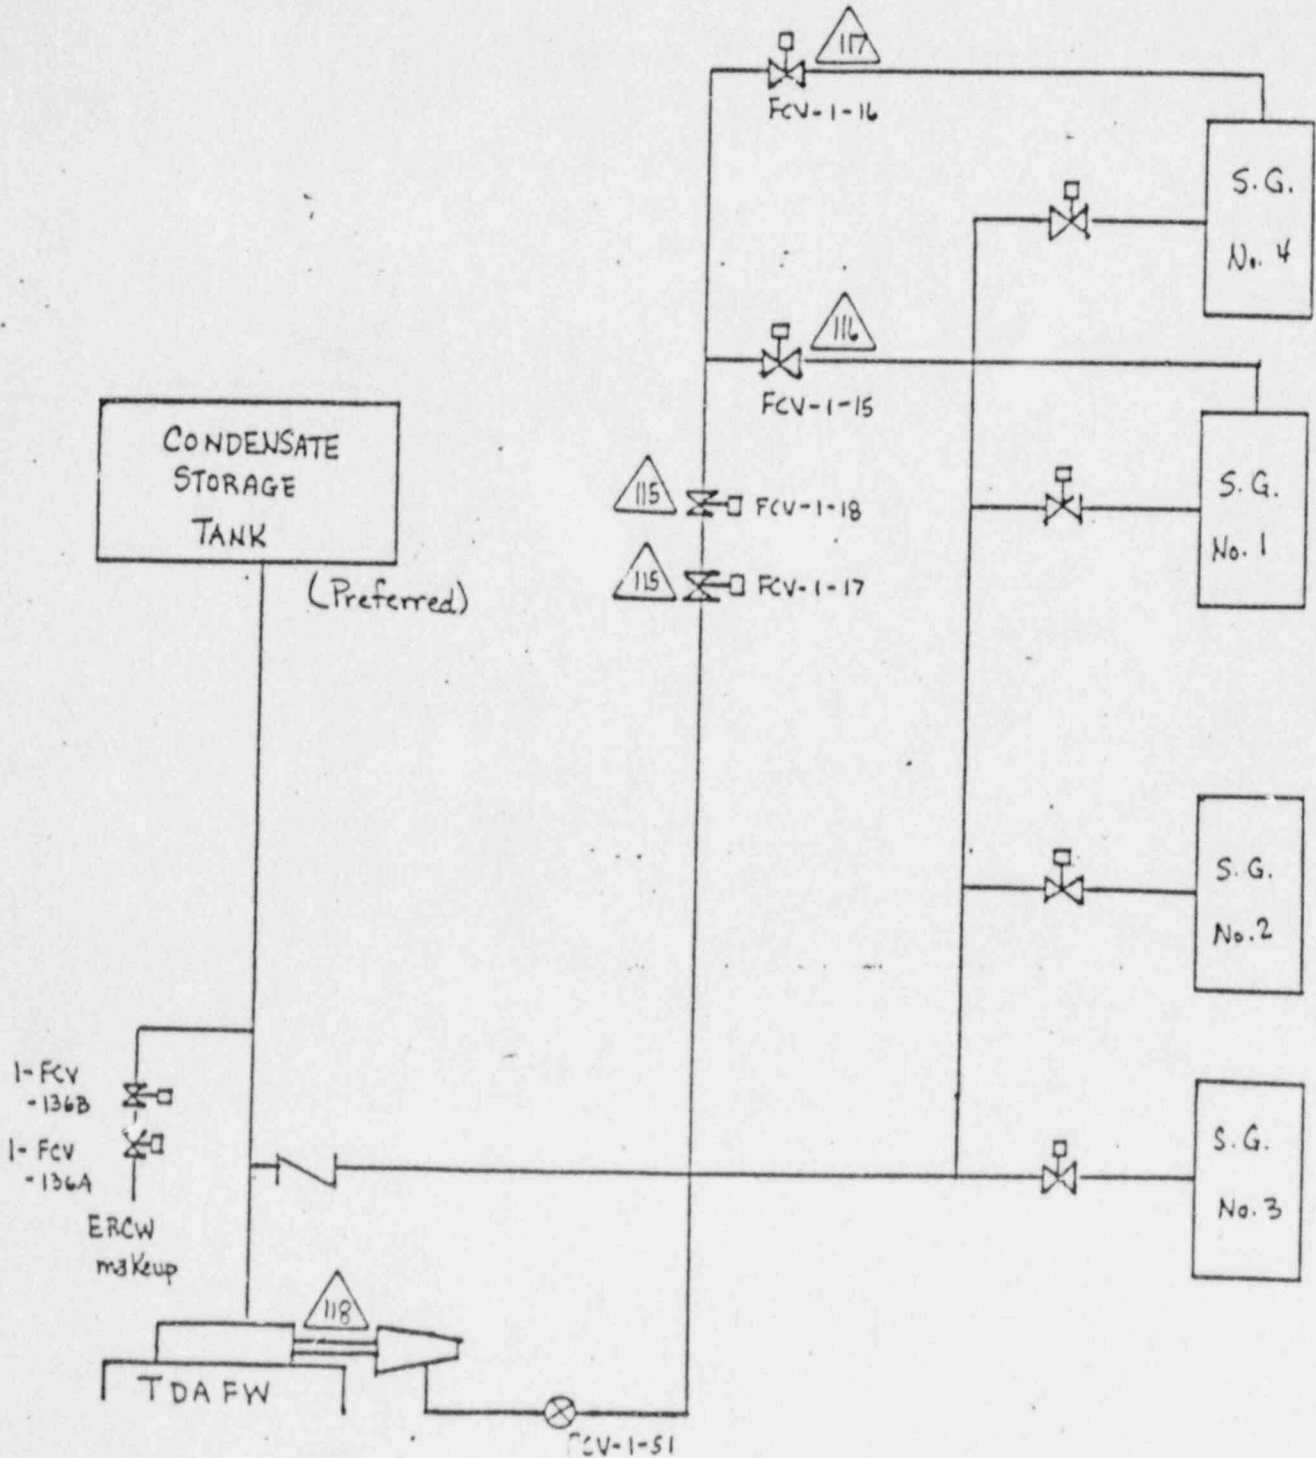 117
FCV-1-16
S.G.
No. 4
116
FCV-1-15
CONDENSATE
STORAGE
TANK
(Preferred)
115
FCV-1-18
115
FCV-1-17
S.G.
No. 1
S.G.
No. 2
1-FCV
-136B
1-FCV
-136A
ERCW
makeup
S.G.
No. 3
118
TDAFW
FCV-1-51